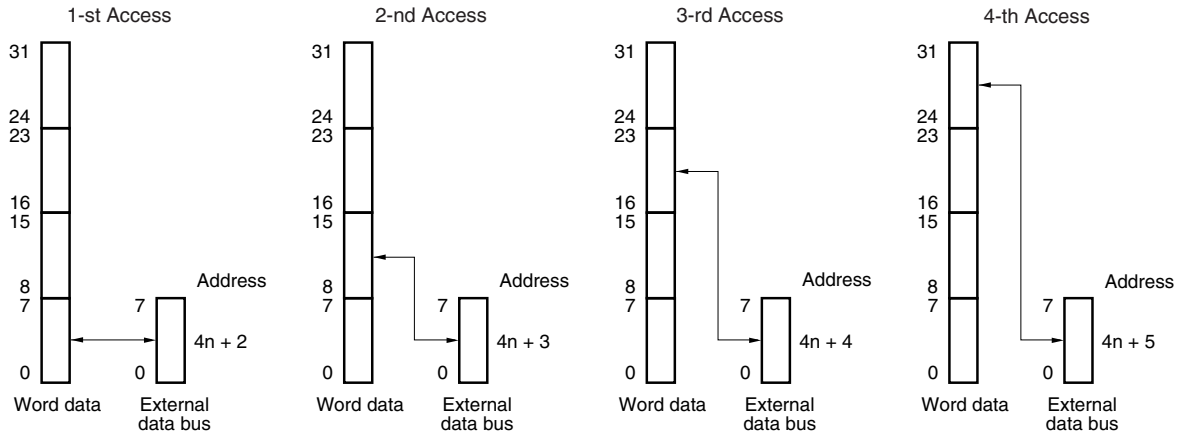 1-st Access
31
24
23
16
15
8
7
0
Word data
7
0
External
data bus
Address
4n + 2
2-nd Access
31
24
23
16
15
8
7
0
Word data
7
0
External
data bus
Address
4n + 3
3-rd Access
31
24
23
16
15
8
7
0
Word data
7
0
External
data bus
Address
4n + 4
4-th Access
31
24
23
16
15
8
7
0
Word data
7
0
External
data bus
Address
4n + 5